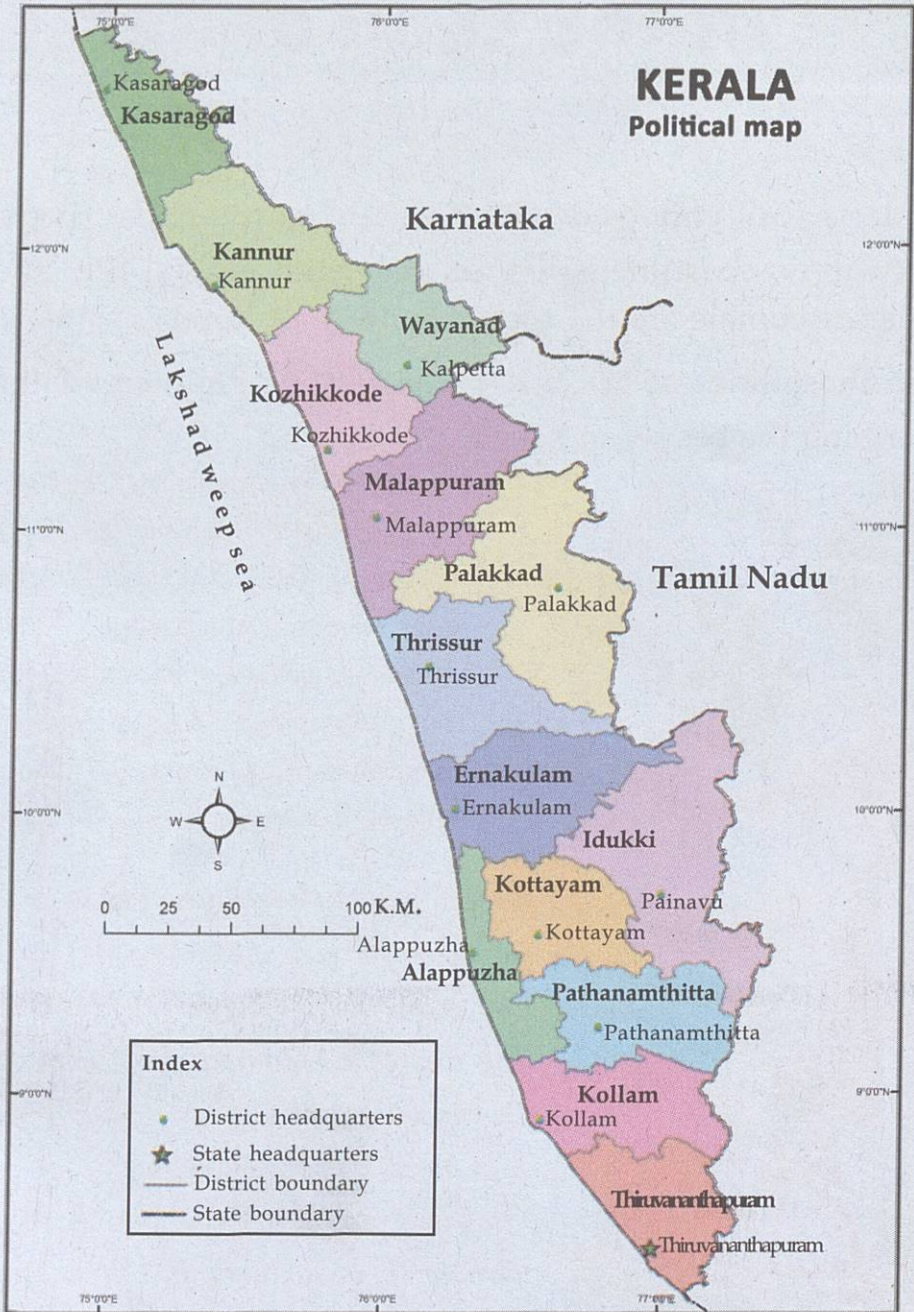 75°0'0"E
76°0'0"E
77°0'0"E
KERALA
Political map
Kasaragod
Kasaragod
Karnataka
12°0'0"N
12°0'0"N
Kannur
Kannur
Wayanad
Kalpetta
Lakshadweep sea
Kozhikkode
Kozhikkode
Malappuram
Malappuram
11°0'0"N
11°0'0"N
Palakkad
Palakkad
Tamil Nadu
Thrissur
Thrissur
Ernakulam
Ernakulam
N
W
E
S
10°0'0"N
10°0'0"N
Idukki
Painavu
Kottayam
Kottayam
0 25 50 100 K.M.
Alappuzha
Alappuzha
Pathanamthitta
Pathanamthitta
Index
District headquarters
State headquarters
District boundary
State boundary
9°0'0"N
9°0'0"N
Kollam
Kollam
Thiruvananthapuram
Thiruvananthapuram
75°0'0"E
76°0'0"E
77°0'0"E